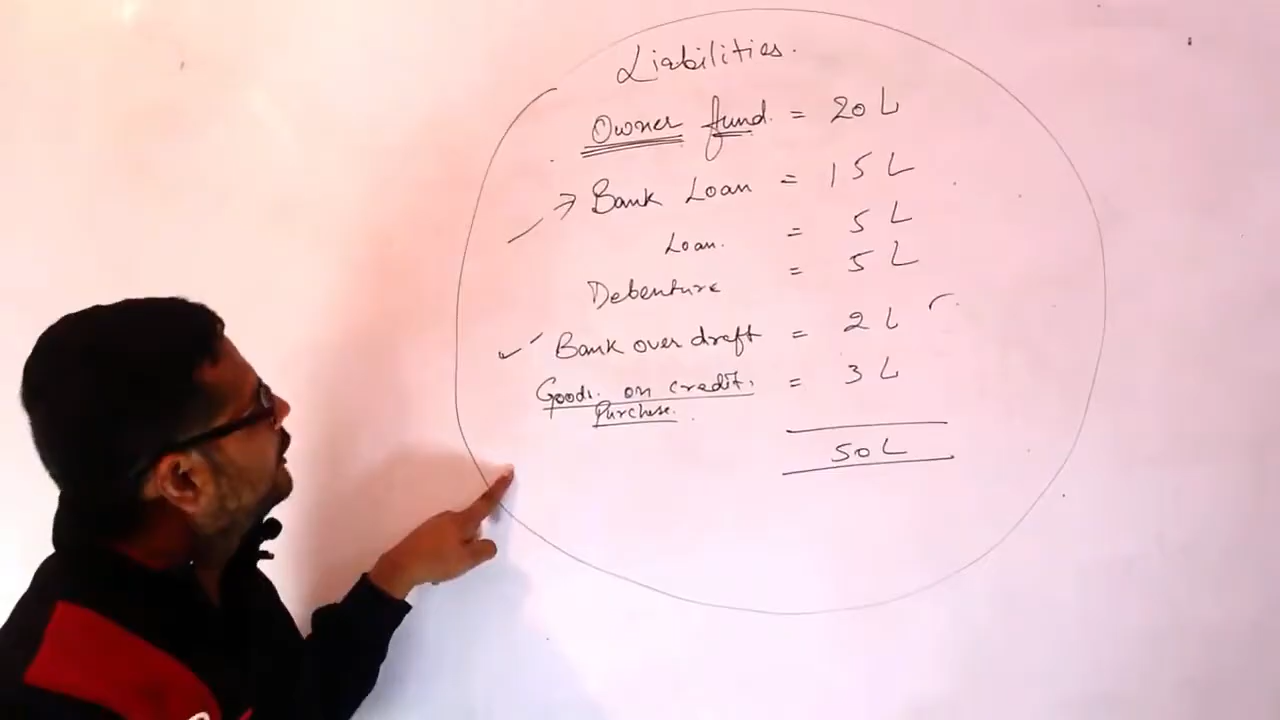 Liabilities.
Owner fund. = 20 L
→ Bank Loan = 15 L
Loan. = 5 L
Debenture = 5 L
✓ Bank over draft = 2 L
Goods. on credit. = 3 L
Purchase.
50 L